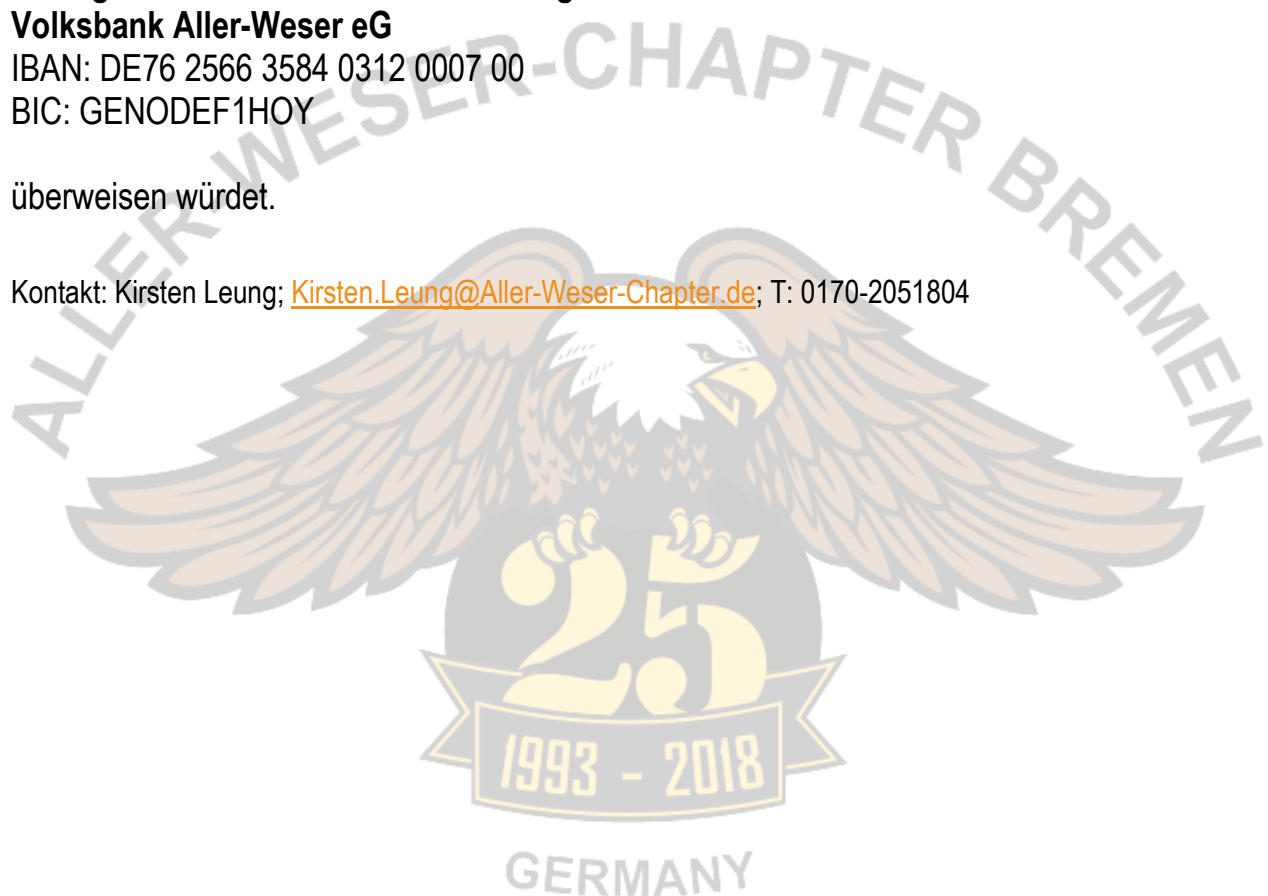 Volksbank Aller-Weser eG
IBAN: DE76 2566 3584 0312 0007 00
BIC: GENODEF1HOY
überweisen würdet.
Kontakt: Kirsten Leung; Kirsten.Leung@Aller-Weser-Chapter.de; T: 0170-2051804
ALLER-WESER-CHAPTER BREMEN
25
1993 - 2018
GERMANY